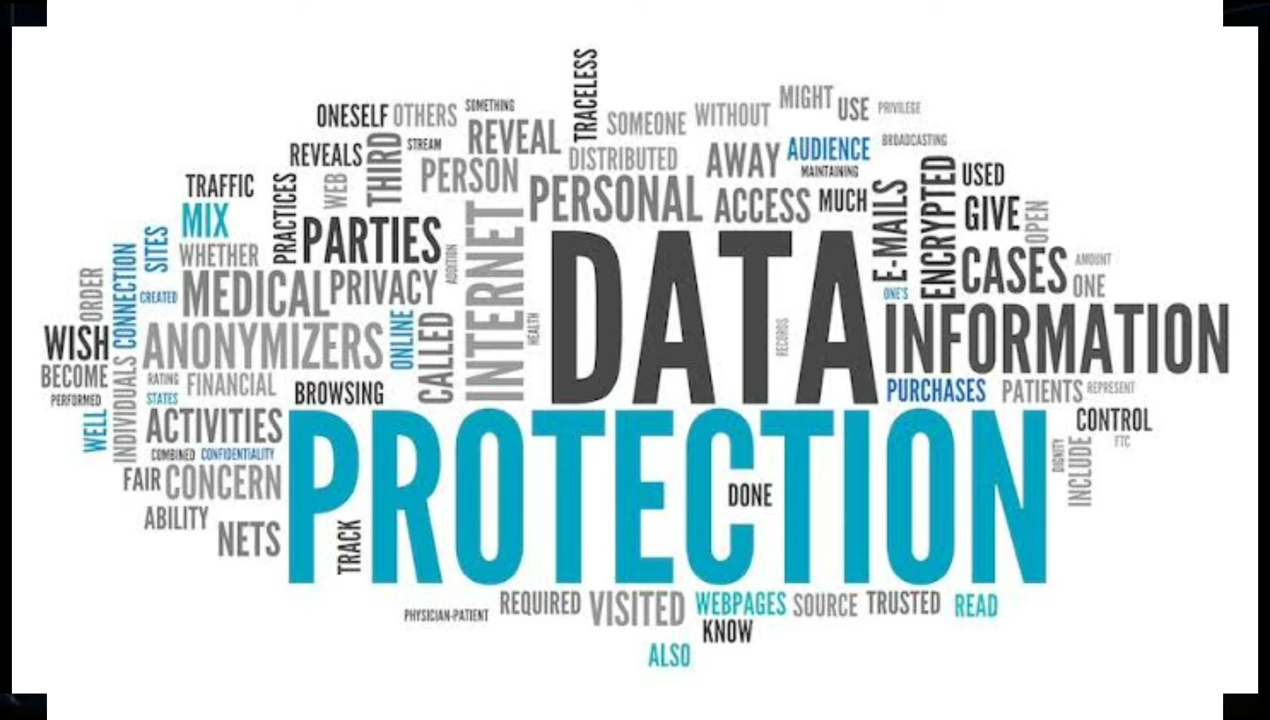 TRACELESS
ONESELF OTHERS SOMETHING
MIGHT USE PRIVILEGE
REVEAL SOMEONE WITHOUT
REVEALS THIRD STREAM
DISTRIBUTED AWAY AUDIENCE BROADCASTING
MAINTAINING
TRAFFIC PRACTICES WEB PERSON
PERSONAL ACCESS MUCH E-MAILS ENCRYPTED USED
MIX GIVE OPEN
SITES WHETHER PARTIES ADDITION INTERNET
ORDER CONNECTION CREATED MEDICAL PRIVACY
DATA
ONE'S CASES AMOUNT
ONE
WISH ANONYMIZERS ONLINE CALLED HEALTH RECORDS INFORMATION
BECOME INDIVIDUALS RATING FINANCIAL BROWSING
PURCHASES PATIENTS REPRESENT
PERFORMED STATES
WELL ACTIVITIES
CONTROL
FTC
COMBINED CONFIDENTIALITY
PROTECTION
DIGNITY INCLUDE
FAIR CONCERN
DONE
ABILITY NETS TRACK
PHYSICIAN-PATIENT REQUIRED VISITED WEBPAGES SOURCE TRUSTED READ
KNOW
ALSO